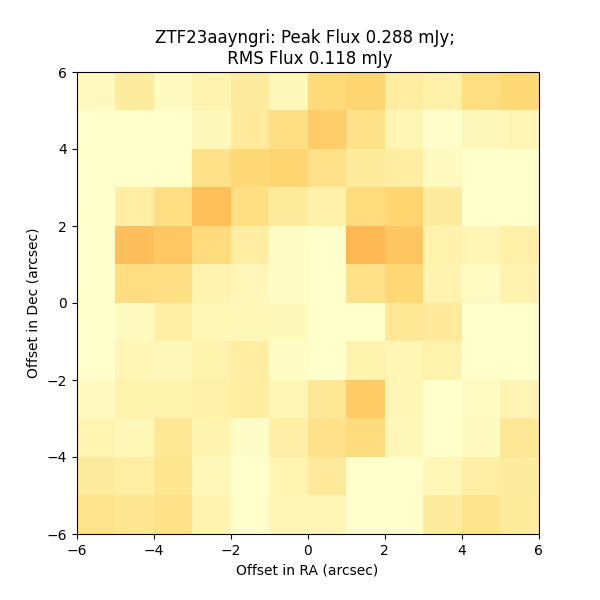 ZTF23aayngri: Peak Flux 0.288 mJy;
RMS Flux 0.118 mJy
6
4
2
0
−2
−4
−6
Offset in Dec (arcsec)
−6 −4 −2 0 2 4 6
Offset in RA (arcsec)